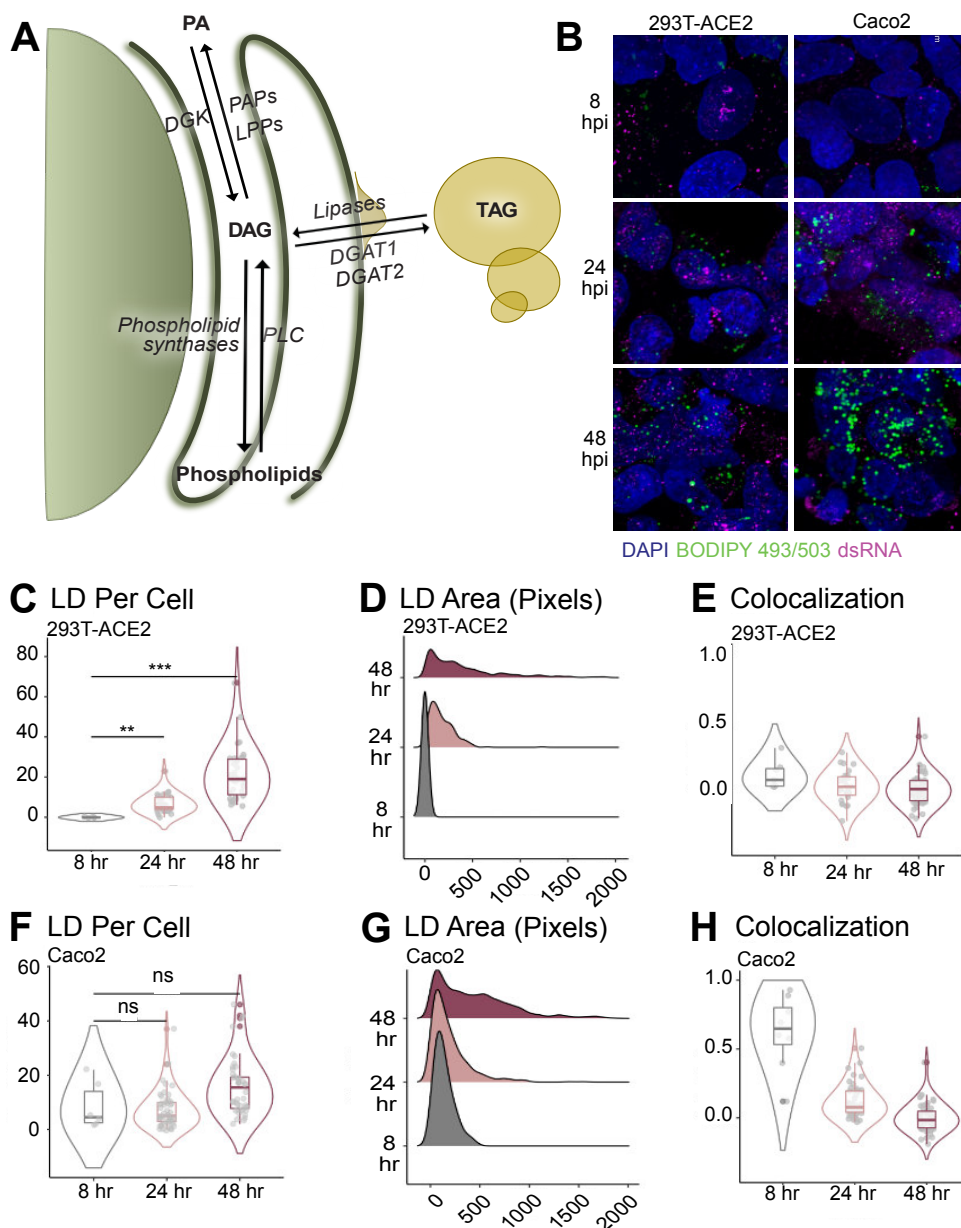 A
PA
DGK
PAPs
LPPs
DAG
Lipases
DGAT1
DGAT2
TAG
Phospholipid
synthases
PLC
Phospholipids
B
293T-ACE2
Caco2
8
hpi
24
hpi
48
hpi
DAPI BODIPY 493/503 dsRNA
C LD Per Cell
293T-ACE2
80
60
40
20
0
***
**
8 hr
24 hr
48 hr
D LD Area (Pixels)
293T-ACE2
48
hr
24
hr
8
hr
0
500
1000
1500
2000
E Colocalization
293T-ACE2
1.0
0.5
0.0
8 hr
24 hr
48 hr
F LD Per Cell
Caco2
60
40
20
0
ns
ns
8 hr
24 hr
48 hr
G LD Area (Pixels)
Caco2
48
hr
24
hr
8
hr
0
500
1000
1500
2000
H Colocalization
Caco2
1.0
0.5
0.0
8 hr
24 hr
48 hr